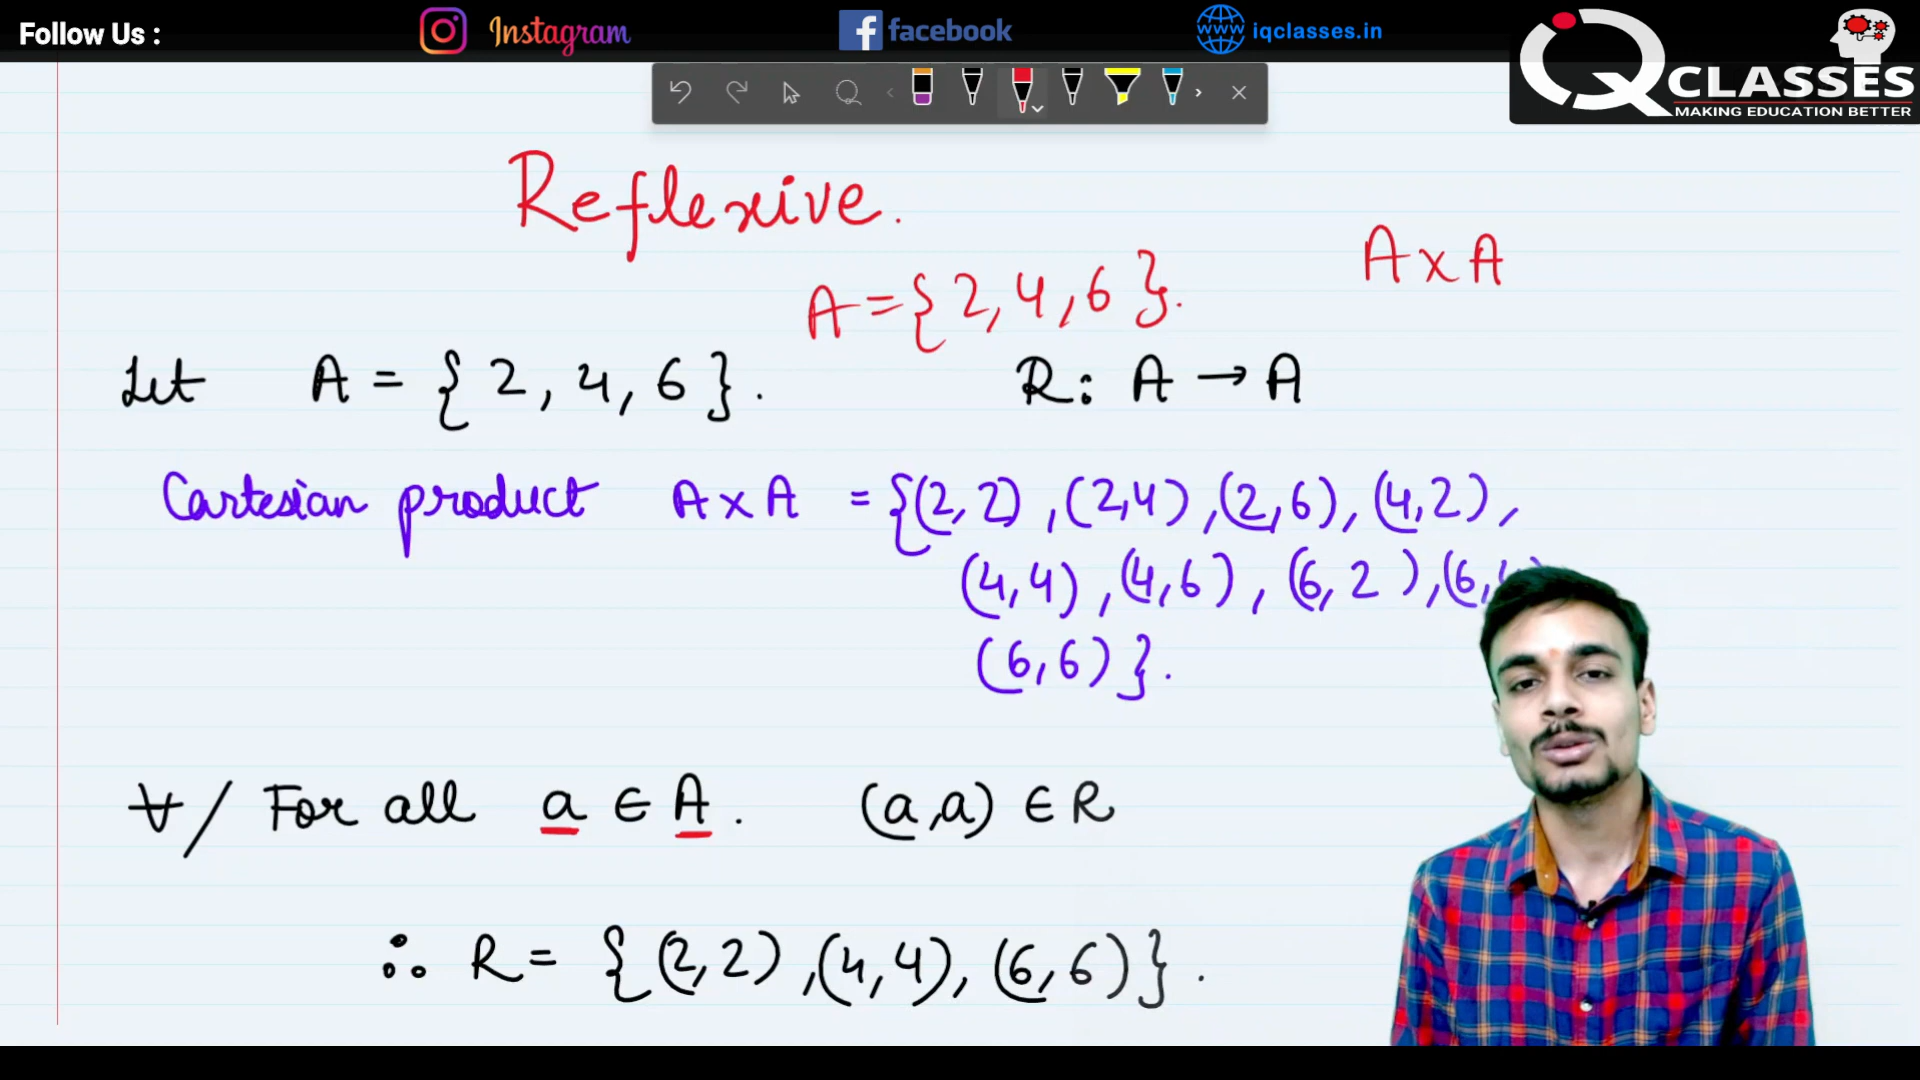 Follow Us :
Instagram
facebook
www
iqclasses.in
iQ CLASSES
MAKING EDUCATION BETTER
Reflexive.
A = {2, 4, 6}.
A x A
Let A = { 2, 4, 6 }.
R: A → A
Cartesian product A x A = {(2, 2), (2,4), (2,6), (4,2),
(4,4), (4,6), (6, 2), (6,
(6,6)}.
∀ / For all a ∈ A. (a,a) ∈ R
∴ R = { (2,2), (4,4), (6,6)}.